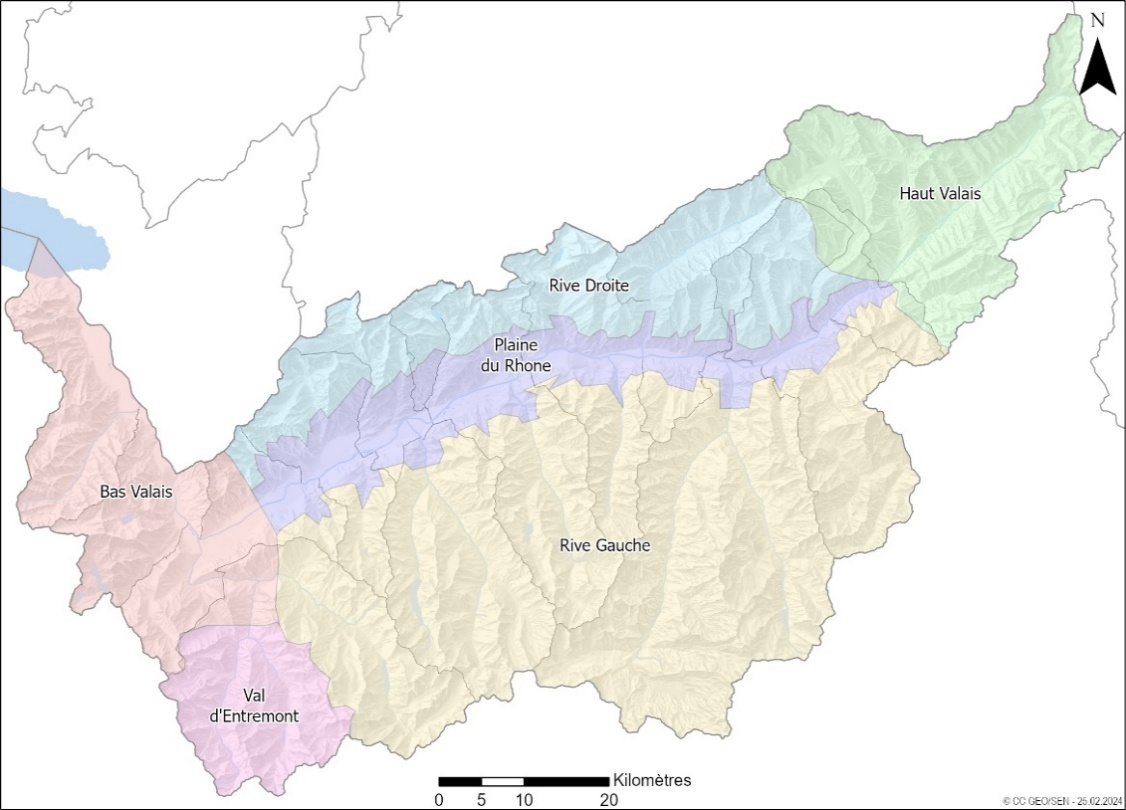 N
Haut Valais
Rive Droite
Plaine
du Rhone
Bas Valais
Rive Gauche
Val
d'Entremont
Kilomètres
0 5 10 20
© CC GEO/SEN - 26.02.2024